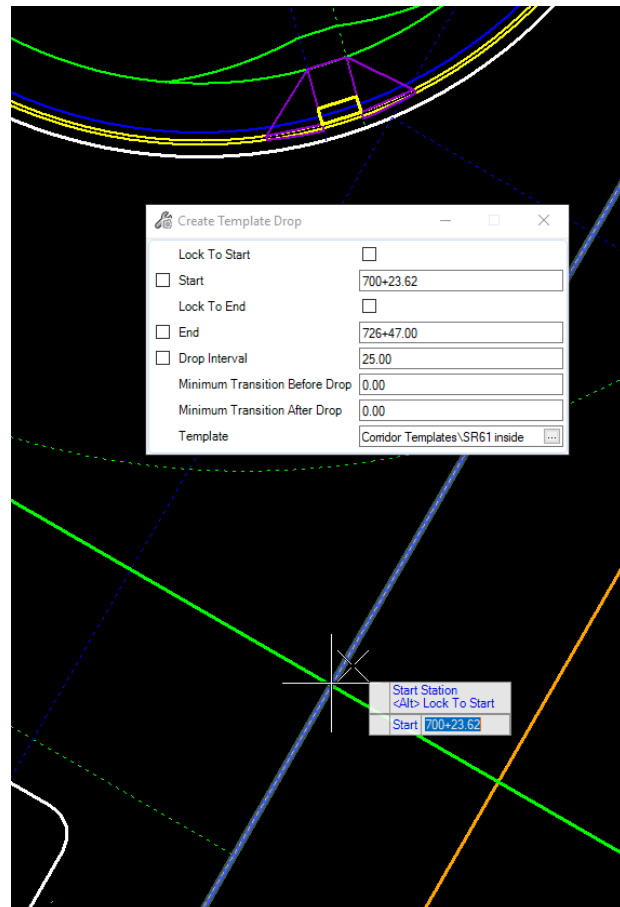 Create Template Drop
Lock To Start
Start 700+23.62
Lock To End
End 726+47.00
Drop Interval 25.00
Minimum Transition Before Drop 0.00
Minimum Transition After Drop 0.00
Template Corridor Templates\SR61 inside ...
Start Station
<Alt> Lock To Start
Start 700+23.62